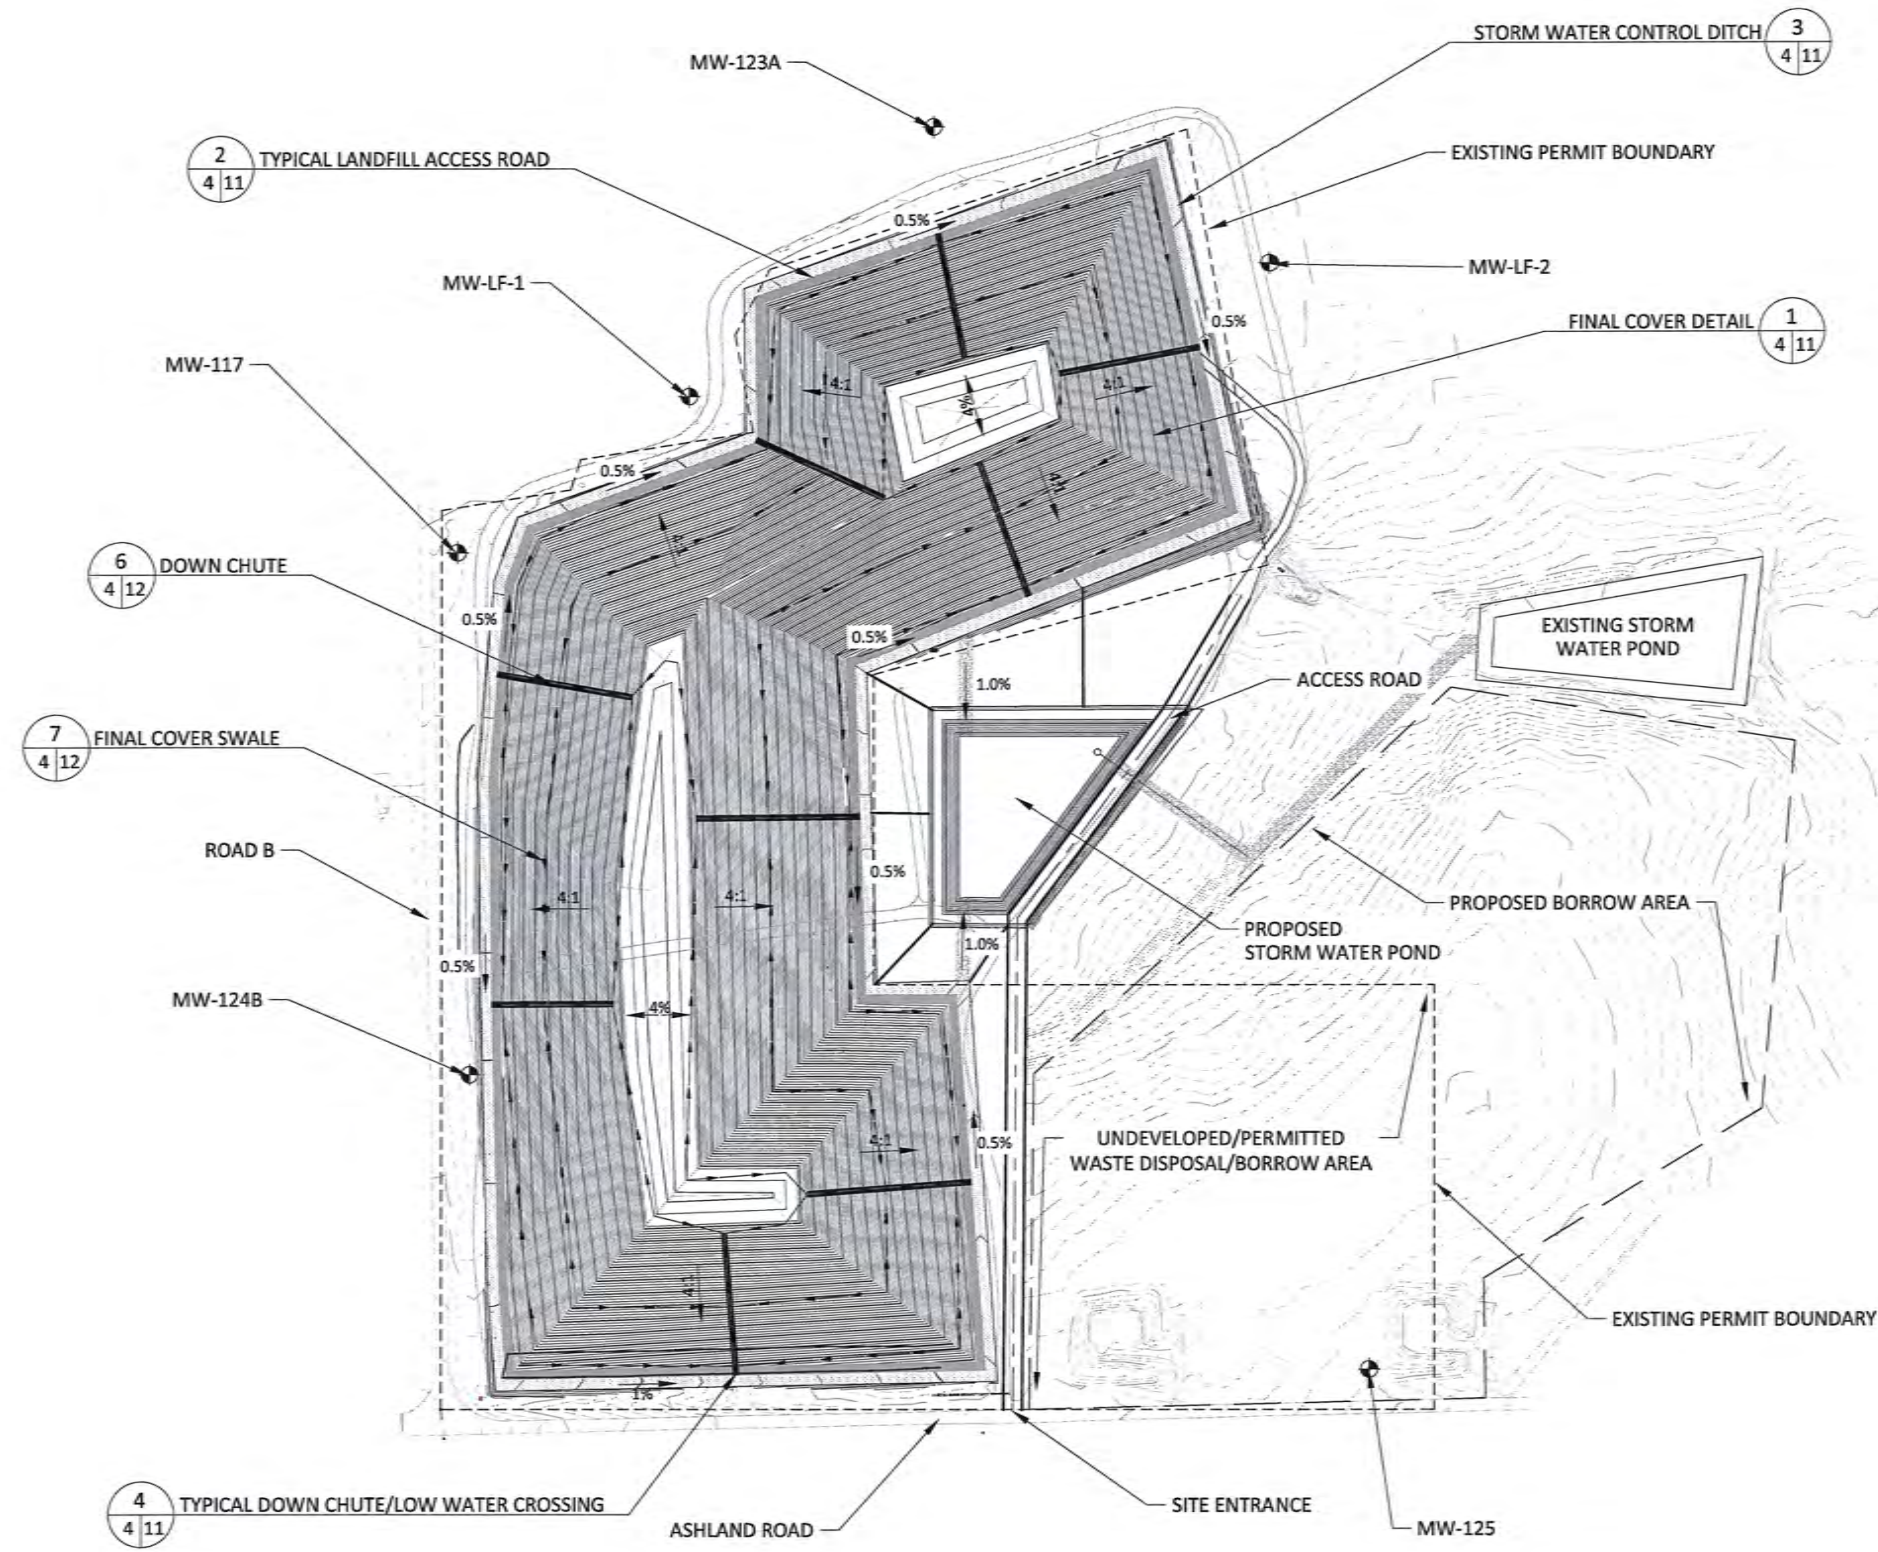 STORM WATER CONTROL DITCH
3
4 11
MW-123A
EXISTING PERMIT BOUNDARY
2
4 11
TYPICAL LANDFILL ACCESS ROAD
0.5%
MW-LF-2
MW-LF-1
FINAL COVER DETAIL
1
4 11
0.5%
MW-117
4:1
4:1
4%
0.5%
4:1
4:1
6
4 12
DOWN CHUTE
0.5%
0.5%
EXISTING STORM
WATER POND
1.0%
ACCESS ROAD
7
4 12
FINAL COVER SWALE
ROAD B
0.5%
4:1
4:1
PROPOSED BORROW AREA
PROPOSED
STORM WATER POND
1.0%
0.5%
MW-124B
4%
0.5%
4:1
UNDEVELOPED/PERMITTED
WASTE DISPOSAL/BORROW AREA
4:1
EXISTING PERMIT BOUNDARY
1%
4
4 11
TYPICAL DOWN CHUTE/LOW WATER CROSSING
ASHLAND ROAD
SITE ENTRANCE
MW-125